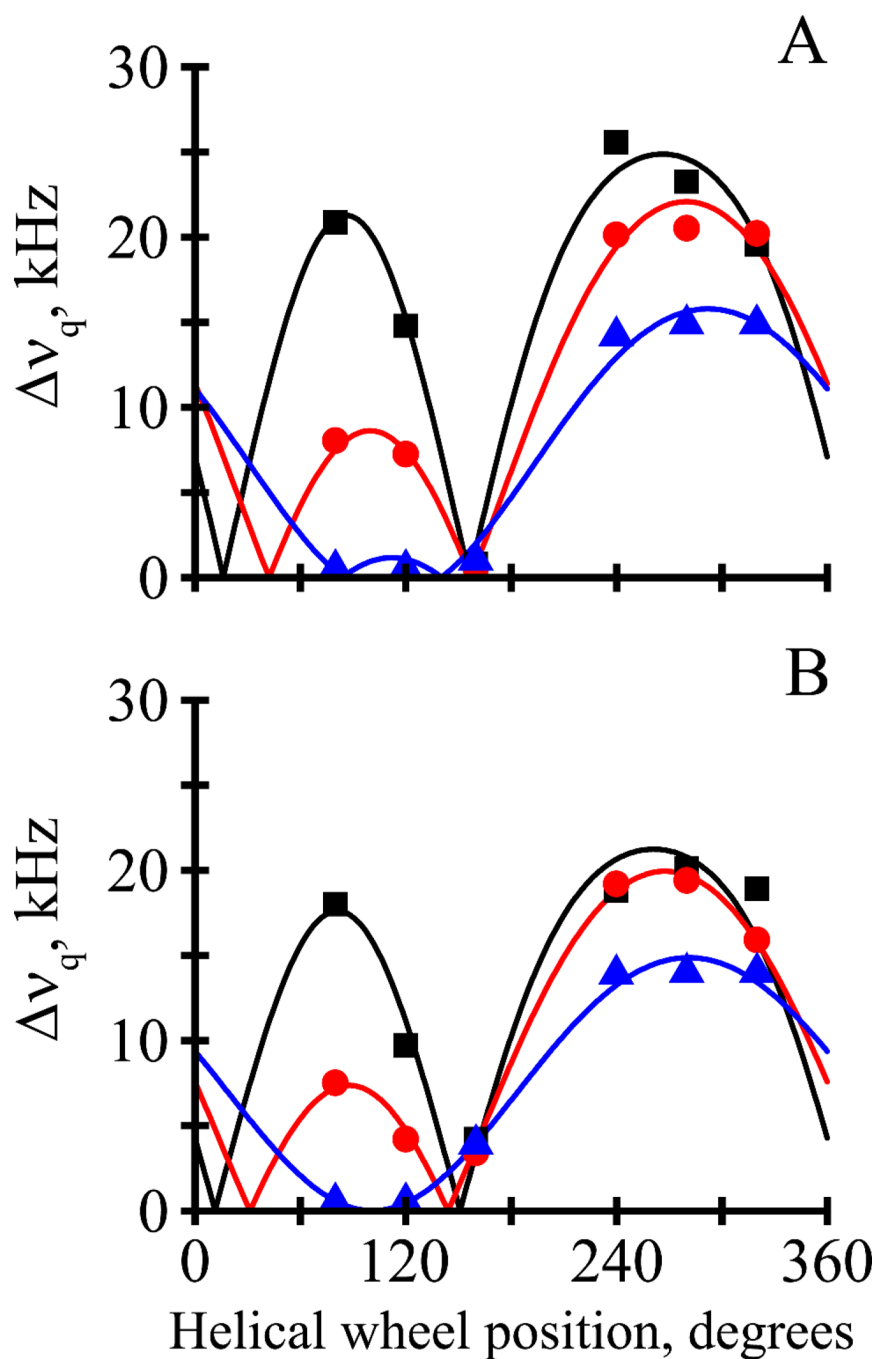 A
30
20
10
0
Δν_q, kHz
B
30
20
10
0
Δν_q, kHz
0 120 240 360
Helical wheel position, degrees